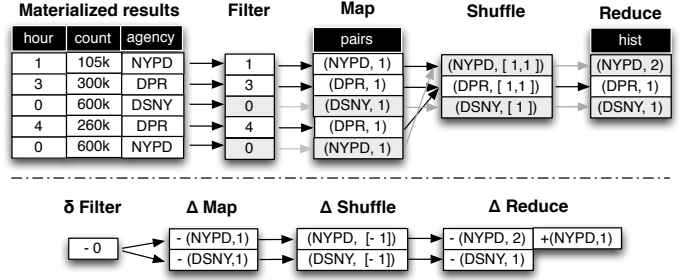 Materialized results Filter Map Shuffle Reduce
hour count agency pairs hist
1 105k NYPD 1 (NYPD, 1) (NYPD, [ 1,1 ]) (NYPD, 2)
3 300k DPR 3 (DPR, 1) (DPR, [ 1,1 ]) (DPR, 1)
0 600k DSNY 0 (DSNY, 1) (DSNY, [ 1 ]) (DSNY, 1)
4 260k DPR 4 (DPR, 1)
0 600k NYPD 0 (NYPD, 1)
δ Filter Δ Map Δ Shuffle Δ Reduce
- 0 - (NYPD,1) (NYPD, [- 1]) - (NYPD, 2) +(NYPD,1)
- (DSNY,1) (DSNY, [- 1]) - (DSNY, 1)